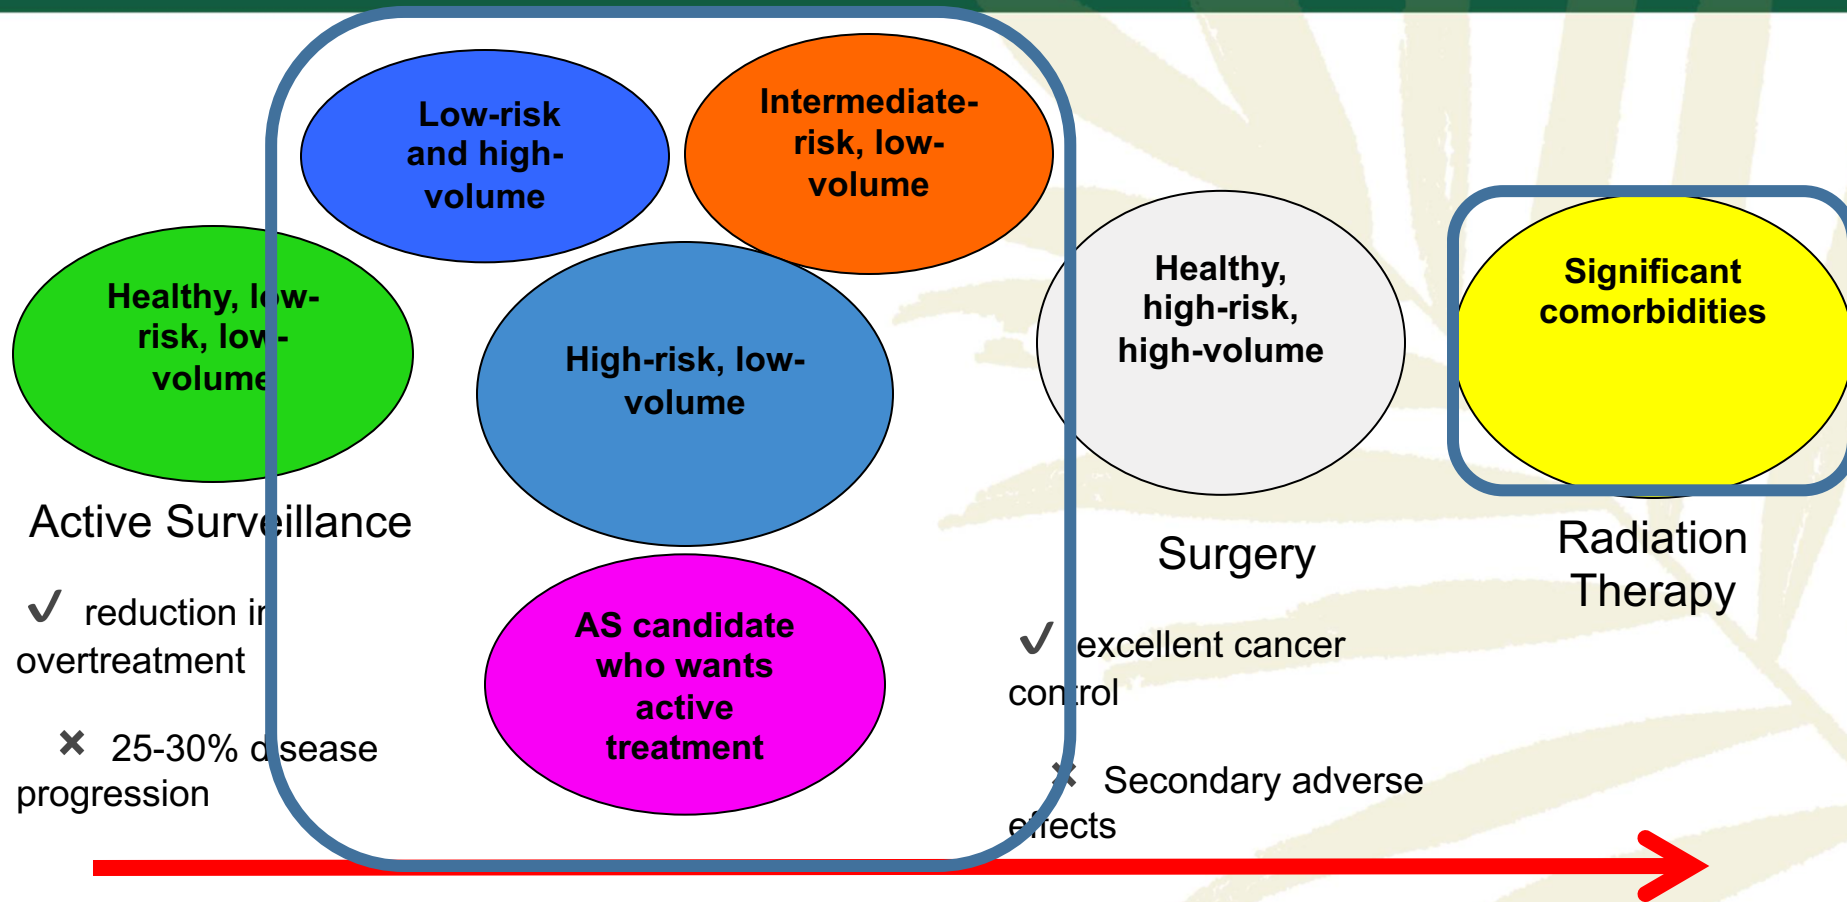 Low-risk
and high-
volume
Intermediate-
risk, low-
volume
Healthy, low-
risk, low-
volume
High-risk, low-
volume
AS candidate
who wants
active
treatment
Healthy,
high-risk,
high-volume
Significant
comorbidities
Active Surveillance
✓ reduction in
overtreatment
✗ 25-30% disease
progression
Surgery
✓ excellent cancer
control
✗ Secondary adverse
effects
Radiation
Therapy